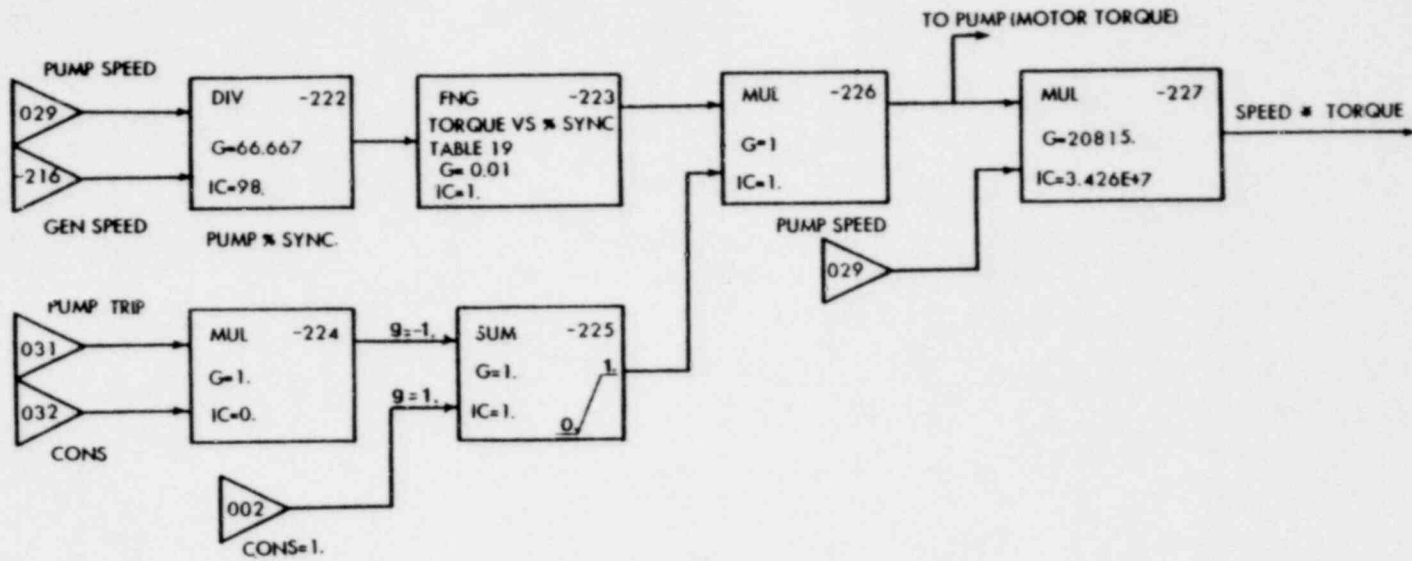 TO PUMP (MOTOR TORQUE)
PUMP SPEED
029
-216
GEN SPEED
DIV -222
G=66.667
IC=98.
PUMP % SYNC.
FNG -223
TORQUE VS % SYNC
TABLE 19
G= 0.01
IC=1.
MUL -226
G=1
IC=1.
PUMP SPEED
029
MUL -227
G=20815.
IC=3.426E+7
SPEED * TORQUE
PUMP TRIP
031
032
CONS
MUL -224
G=1.
IC=0.
g=-1.
g=1.
SUM -225
G=1.
IC=1.
1.
0.
002
CONS=1.